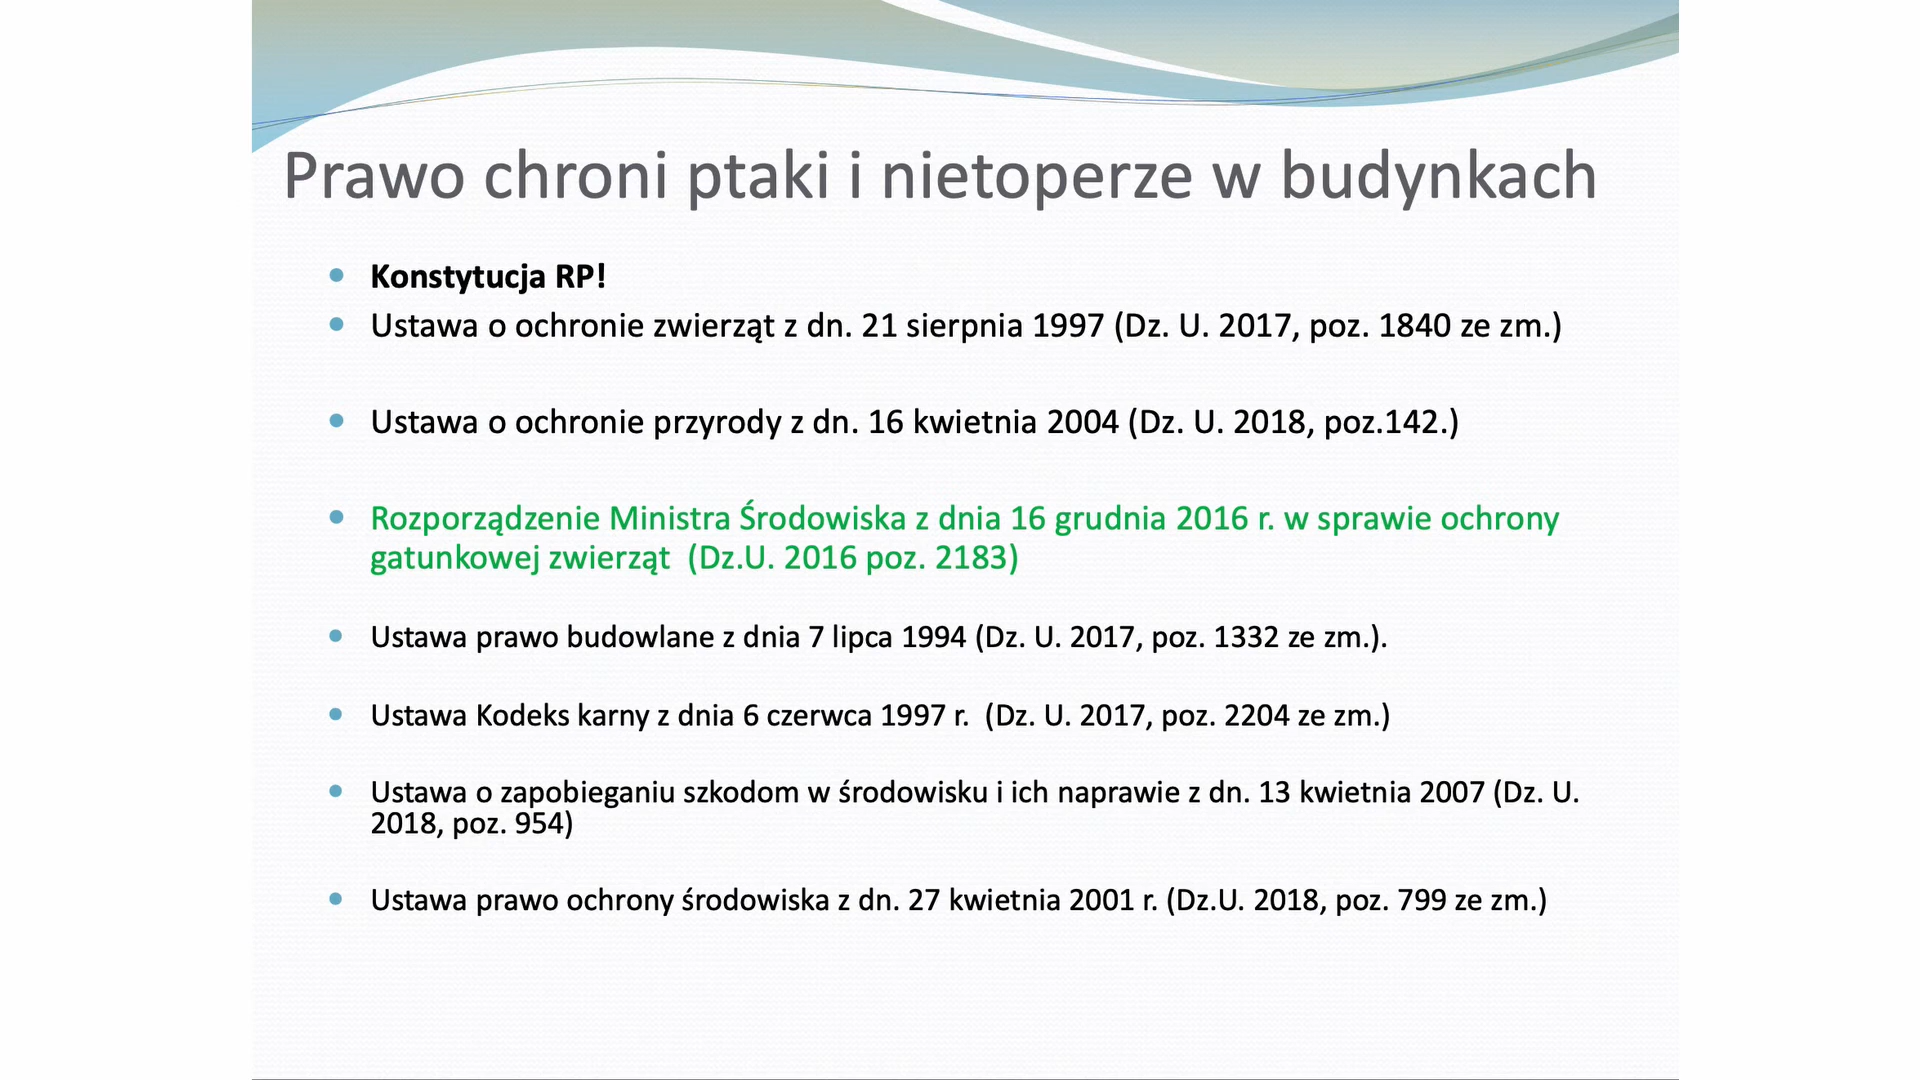 Prawo chroni ptaki i nietoperze w budynkach
Konstytucja RP!
Ustawa o ochronie zwierząt z dn. 21 sierpnia 1997 (Dz. U. 2017, poz. 1840 ze zm.)
Ustawa o ochronie przyrody z dn. 16 kwietnia 2004 (Dz. U. 2018, poz.142.)
Rozporządzenie Ministra Środowiska z dnia 16 grudnia 2016 r. w sprawie ochrony
gatunkowej zwierząt (Dz.U. 2016 poz. 2183)
Ustawa prawo budowlane z dnia 7 lipca 1994 (Dz. U. 2017, poz. 1332 ze zm.).
Ustawa Kodeks karny z dnia 6 czerwca 1997 r. (Dz. U. 2017, poz. 2204 ze zm.)
Ustawa o zapobieganiu szkodom w środowisku i ich naprawie z dn. 13 kwietnia 2007 (Dz. U.
2018, poz. 954)
Ustawa prawo ochrony środowiska z dn. 27 kwietnia 2001 r. (Dz.U. 2018, poz. 799 ze zm.)